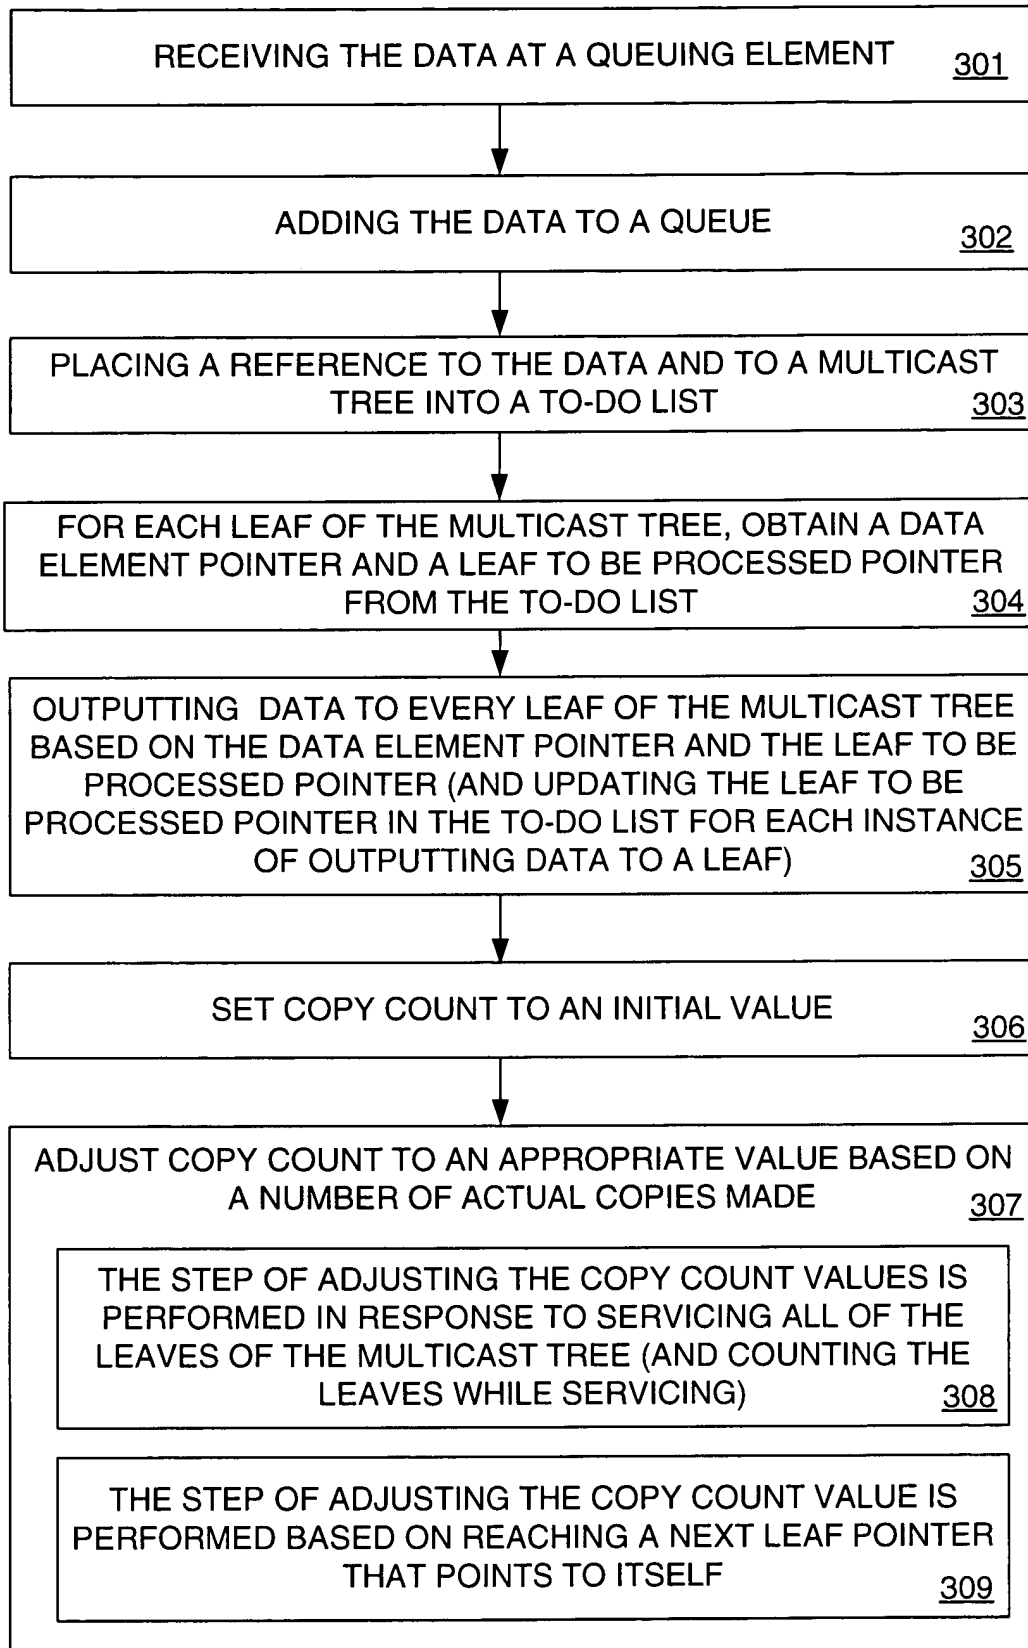 RECEIVING THE DATA AT A QUEUING ELEMENT 301
ADDING THE DATA TO A QUEUE 302
PLACING A REFERENCE TO THE DATA AND TO A MULTICAST
TREE INTO A TO-DO LIST 303
FOR EACH LEAF OF THE MULTICAST TREE, OBTAIN A DATA
ELEMENT POINTER AND A LEAF TO BE PROCESSED POINTER
FROM THE TO-DO LIST 304
OUTPUTTING DATA TO EVERY LEAF OF THE MULTICAST TREE
BASED ON THE DATA ELEMENT POINTER AND THE LEAF TO BE
PROCESSED POINTER (AND UPDATING THE LEAF TO BE
PROCESSED POINTER IN THE TO-DO LIST FOR EACH INSTANCE
OF OUTPUTTING DATA TO A LEAF) 305
SET COPY COUNT TO AN INITIAL VALUE 306
ADJUST COPY COUNT TO AN APPROPRIATE VALUE BASED ON
A NUMBER OF ACTUAL COPIES MADE 307
THE STEP OF ADJUSTING THE COPY COUNT VALUES IS
PERFORMED IN RESPONSE TO SERVICING ALL OF THE
LEAVES OF THE MULTICAST TREE (AND COUNTING THE
LEAVES WHILE SERVICING) 308
THE STEP OF ADJUSTING THE COPY COUNT VALUE IS
PERFORMED BASED ON REACHING A NEXT LEAF POINTER
THAT POINTS TO ITSELF 309